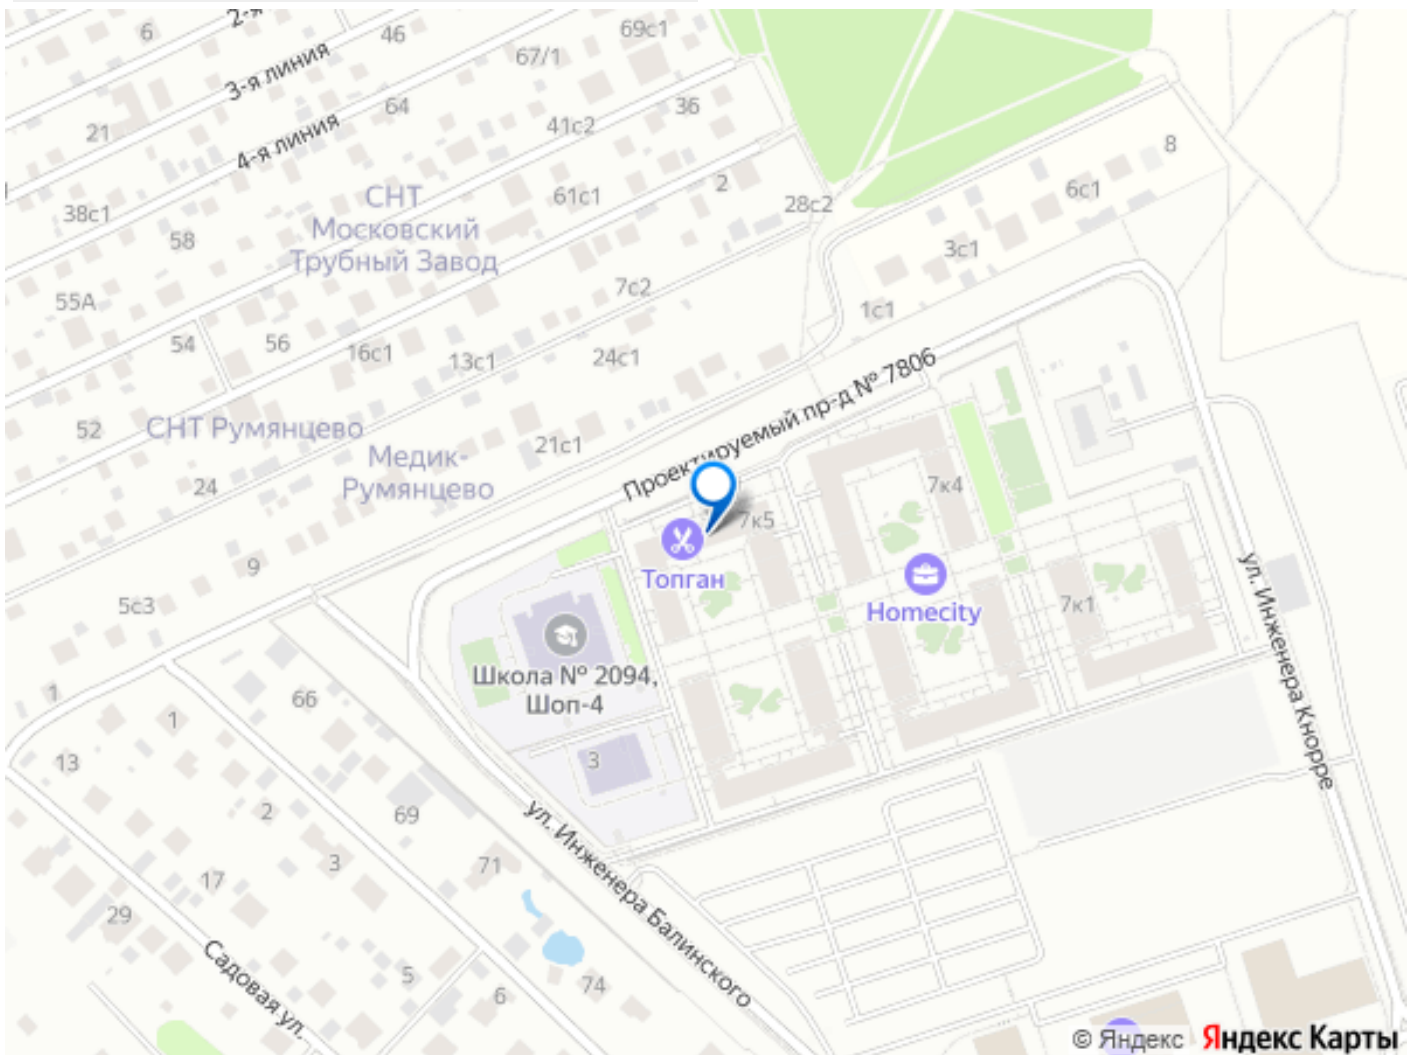 2-я
6
46
69с1
67/1
3-я линия
64
36
21
41с2
4-я линия
8
СНТ
Московский
Трубный Завод
38с1
61с1
2
6с1
28с2
58
3с1
55А
7с2
1с1
54
56
16с1
13с1
24с1
Проектируемый пр-д № 7806
52
СНТ Румянцево
21с1
Медик-
Румянцево
24
7к4
7к5
9
Топган
Homecity
5с3
7к1
ул. Инженера Кнорре
Школа № 2094,
Шоп-4
1
66
1
13
3
2
69
ул. Инженера Балинского
71
3
17
29
Садовая ул.
5
6
74
© Яндекс Яндекс Карты